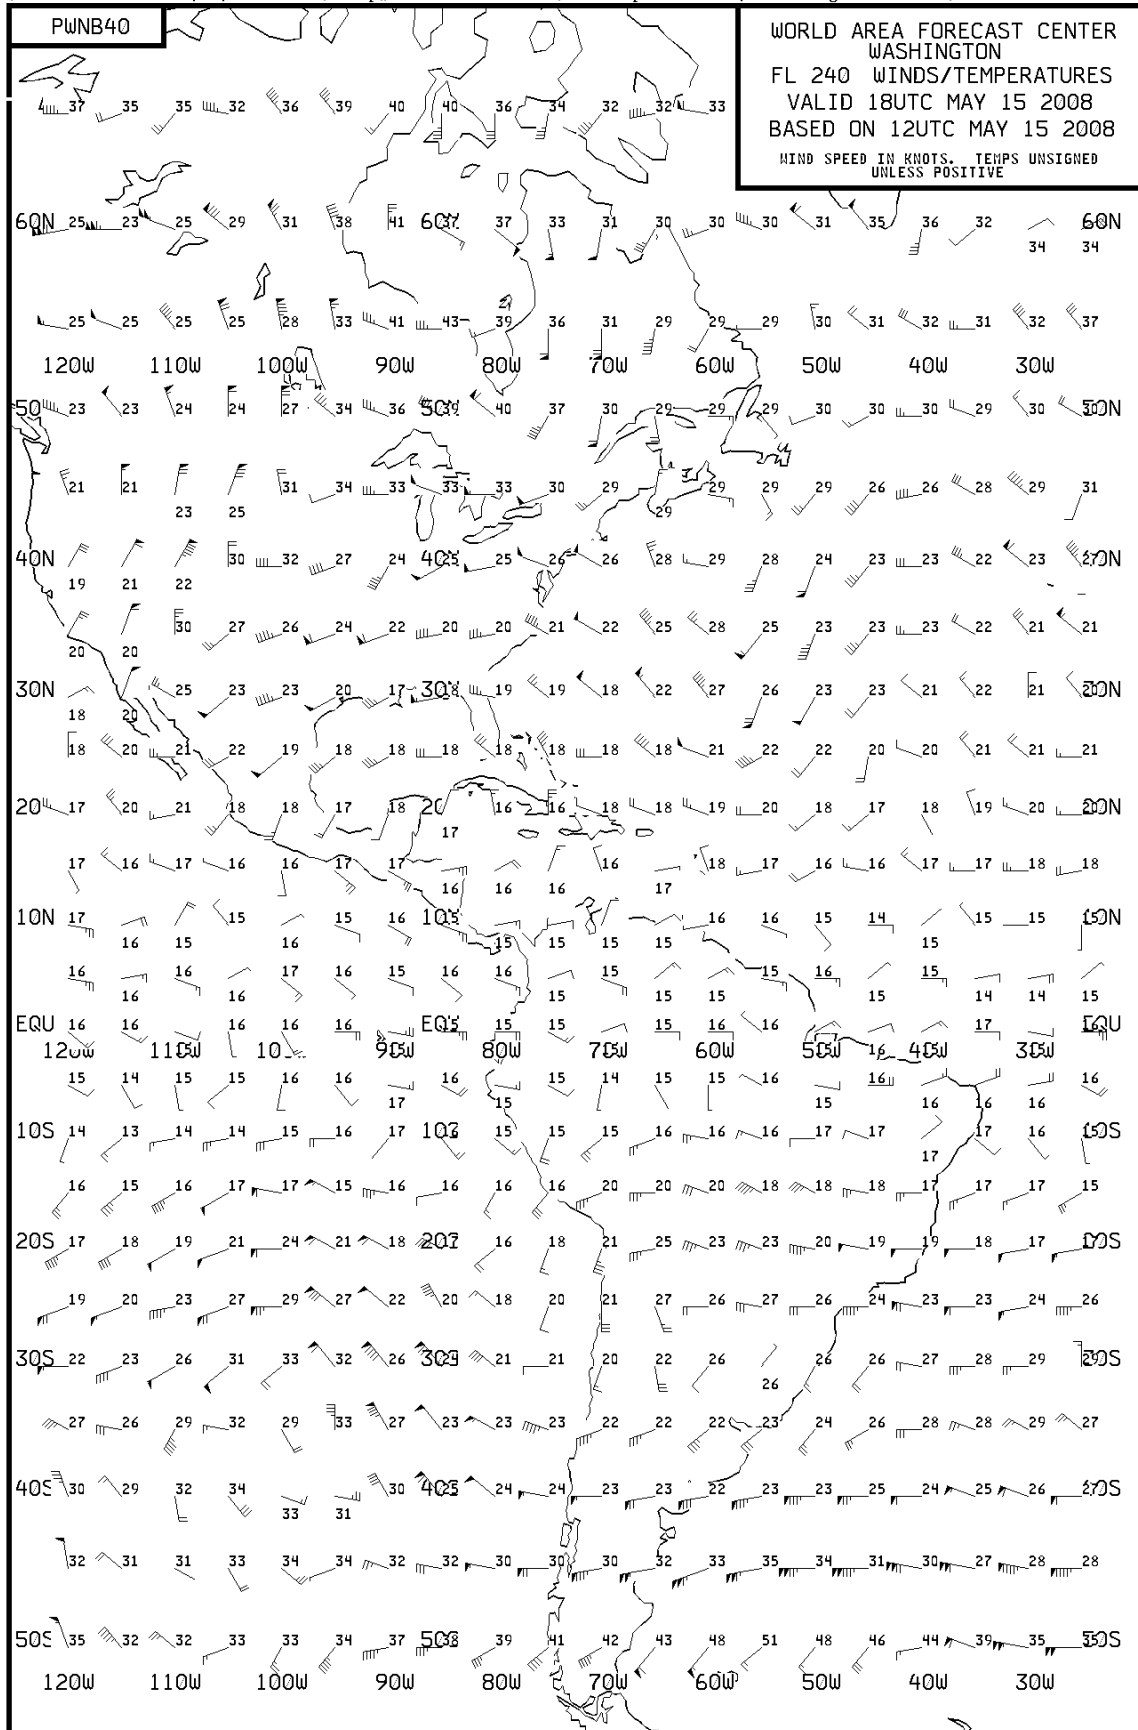 PWNB40
WORLD AREA FORECAST CENTER
WASHINGTON
FL 240 WINDS/TEMPERATURES
VALID 18UTC MAY 15 2008
BASED ON 12UTC MAY 15 2008
WIND SPEED IN KNOTS. TEMPS UNSIGNED
UNLESS POSITIVE
37 35 35 32 36 39 40 40 36 34 32 32 33
60N 25 23 25 29 31 38 41 37 33 31 30 30 30 31 35 36 32 60N
34 34
25 25 25 25 28 33 41 43 39 36 31 29 29 29 30 31 32 31 32 37
120W 110W 100W 90W 80W 70W 60W 50W 40W 30W
50 23 23 24 24 27 34 36 40 37 30 29 29 29 30 30 30 29 30
21 21 31 34 33 33 33 30 29 29 29 29 26 26 28 29 31
23 25 29
40N 30 32 27 24 25 25 26 26 28 29 28 24 23 23 22 23
19 21 22
30 27 26 24 22 20 20 21 22 25 28 25 23 23 23 22 21 21
20 20
30N 25 23 23 20 17 18 19 19 18 22 27 26 23 23 21 22 21
18 20
18 20 21 22 19 18 18 18 18 18 18 18 21 22 22 20 20 21 21 21
20 17 20 21 18 18 17 18 16 16 18 18 19 20 18 17 18 19 20
17
17 16 17 16 16 17 17 16 18 17 16 16 17 17 18 18
16 16 16 17
10N 17 15 15 16 16 16 15 14 15 15
16 15 16 15 15 15 15 15
16 16 17 16 15 16 16 15 15 16 15
16 16 15 15 15 15 14 14 15
EQU 16 16 16 16 16 16 15 15 16 17
120W 110W 90W 80W 70W 60W 50W 40W 30W
15 14 15 15 16 16 16 15 14 15 15 16 16 16
17 15 15 16 16 16
10S 14 13 14 14 15 16 17 15 15 15 16 16 16 17 17 17 16
17
16 15 16 17 17 15 16 16 16 16 20 20 20 18 18 18 17 17 17 15
20S 17 18 19 21 24 21 18 16 18 21 25 23 23 20 19 19 18 17
19 20 23 27 29 27 22 20 18 20 21 27 26 27 26 24 23 23 24 26
30S 22 23 26 31 33 32 26 21 21 20 22 26 26 26 27 28 29
26
27 26 29 32 29 33 27 23 23 23 22 22 22 23 24 26 28 28 29 27
40S 30 29 32 34 30 24 24 23 23 22 23 23 25 24 25 26
33 31
32 31 31 33 34 34 32 32 30 30 30 32 33 35 34 31 30 27 28 28
50S 35 32 32 33 33 34 37 39 41 42 43 48 51 48 46 44 39 35
120W 110W 100W 90W 80W 70W 60W 50W 40W 30W